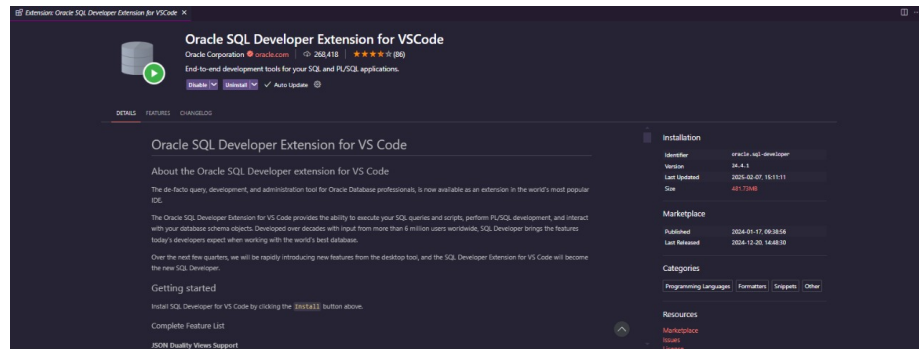 Extension: Oracle SQL Developer Extension for VSCode
Oracle SQL Developer Extension for VSCode
Oracle Corporation oracle.com 268,418 (86)
End-to-end development tools for your SQL and PL/SQL applications.
Disable Uninstall Auto Update
DETAILS FEATURES CHANGELOG
Oracle SQL Developer Extension for VS Code
About the Oracle SQL Developer extension for VS Code
The de-facto query, development, and administration tool for Oracle Database professionals, is now available as an extension in the world's most popular
IDE.
The Oracle SQL Developer Extension for VS Code provides the ability to execute your SQL queries and scripts, perform PL/SQL development, and interact
with your database schema objects. Developed over decades with input from more than 6 million users worldwide, SQL Developer brings the features
today's developers expect when working with the world's best database.
Over the next few quarters, we will be rapidly introducing new features from the desktop tool, and the SQL Developer Extension for VS Code will become
the new SQL Developer.
Getting started
Install SQL Developer for VS Code by clicking the Install button above.
Complete Feature List
JSON Duality Views Support
Installation
Identifier oracle.sql-developer
Version 24.4.1
Last Updated 2025-02-07, 15:11:11
Size 481.73MB
Marketplace
Published 2024-01-17, 09:38:56
Last Released 2024-12-20, 14:48:30
Categories
Programming Languages Formatters Snippets Other
Resources
Marketplace
Issues